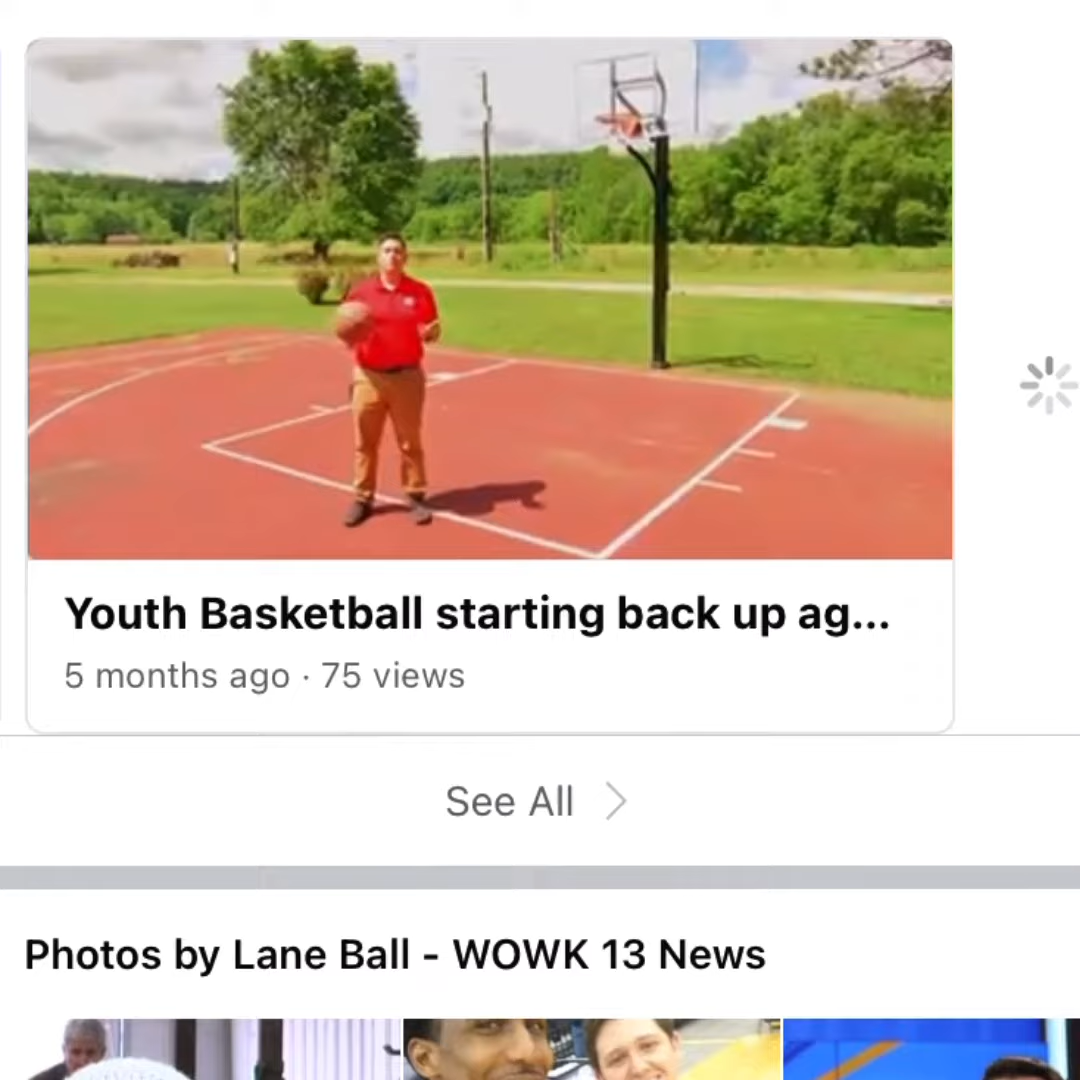 Youth Basketball starting back up ag...
5 months ago · 75 views
See All
Photos by Lane Ball - WOWK 13 News